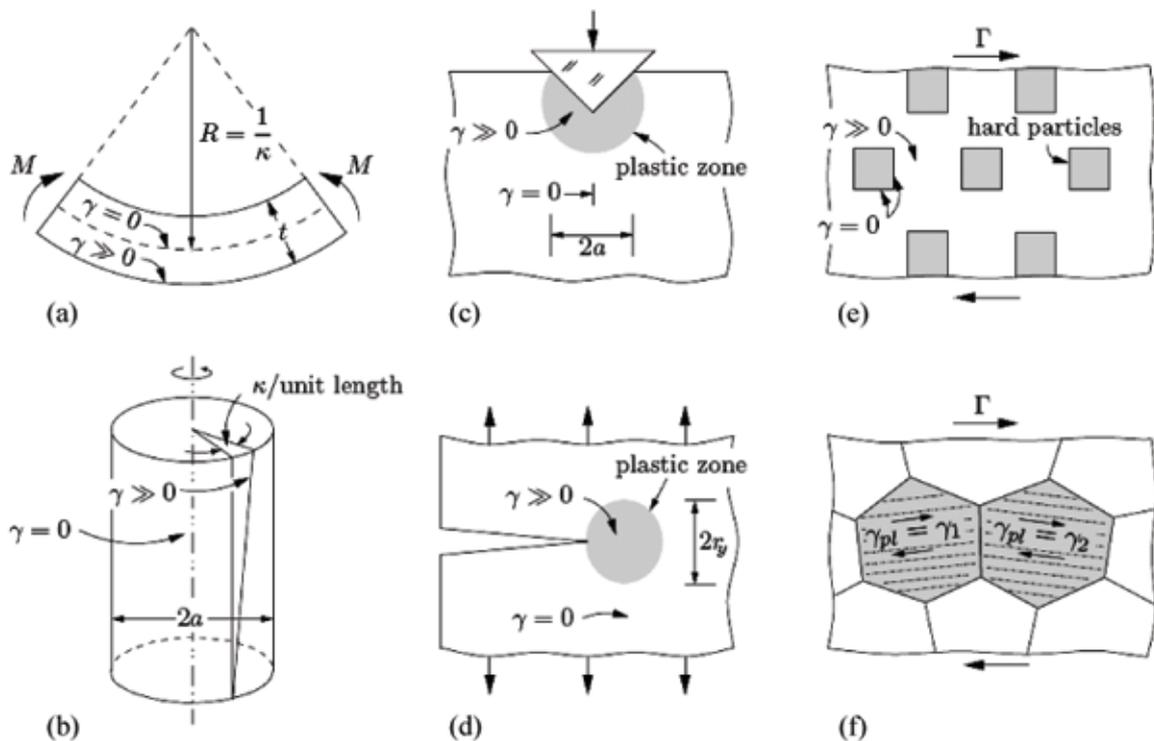 R = 1/κ
M
M
γ = 0
γ ≫ 0
t
(a)
γ ≫ 0
plastic zone
γ = 0
2a
(c)
Γ
γ ≫ 0
hard particles
γ = 0
(e)
κ/unit length
γ ≫ 0
γ = 0
2a
(b)
plastic zone
γ ≫ 0
2r_y
γ = 0
(d)
Γ
γ_pl = γ_1
γ_pl = γ_2
(f)